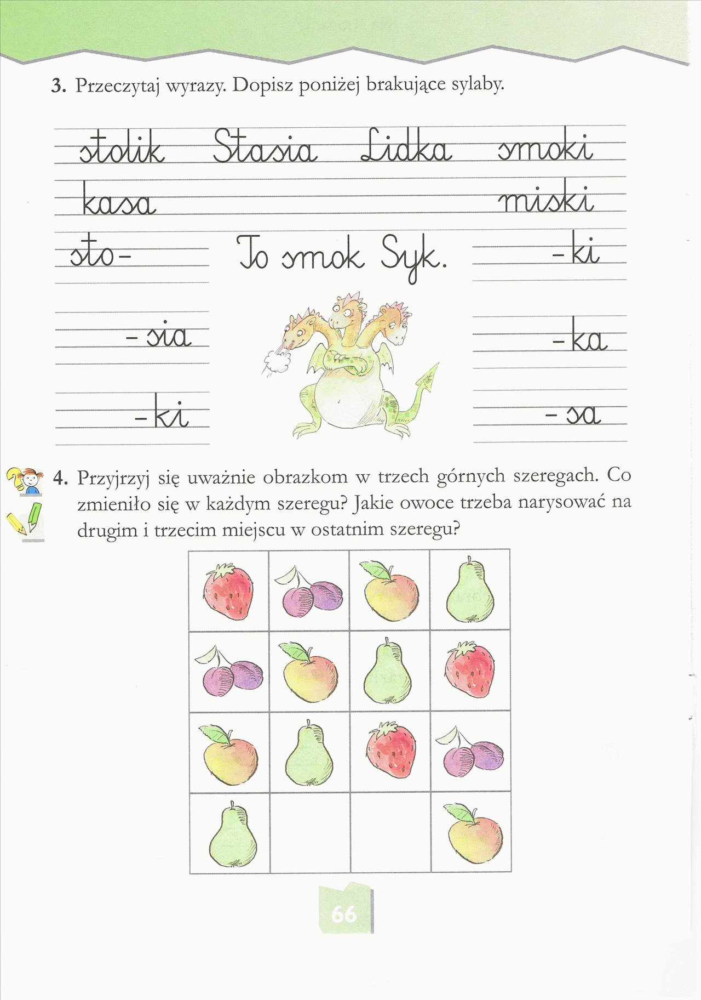 3. Przeczytaj wyrazy. Dopisz poniżej brakujące sylaby.
stolik Stasia Lidka smoki
kasa miski
sto- To smok Syk. -ki
- sia - ka
- ki - sa
4. Przyjrzyj się uważnie obrazkom w trzech górnych szeregach. Co
zmieniło się w każdym szeregu? Jakie owoce trzeba narysować na
drugim i trzecim miejscu w ostatnim szeregu?
66